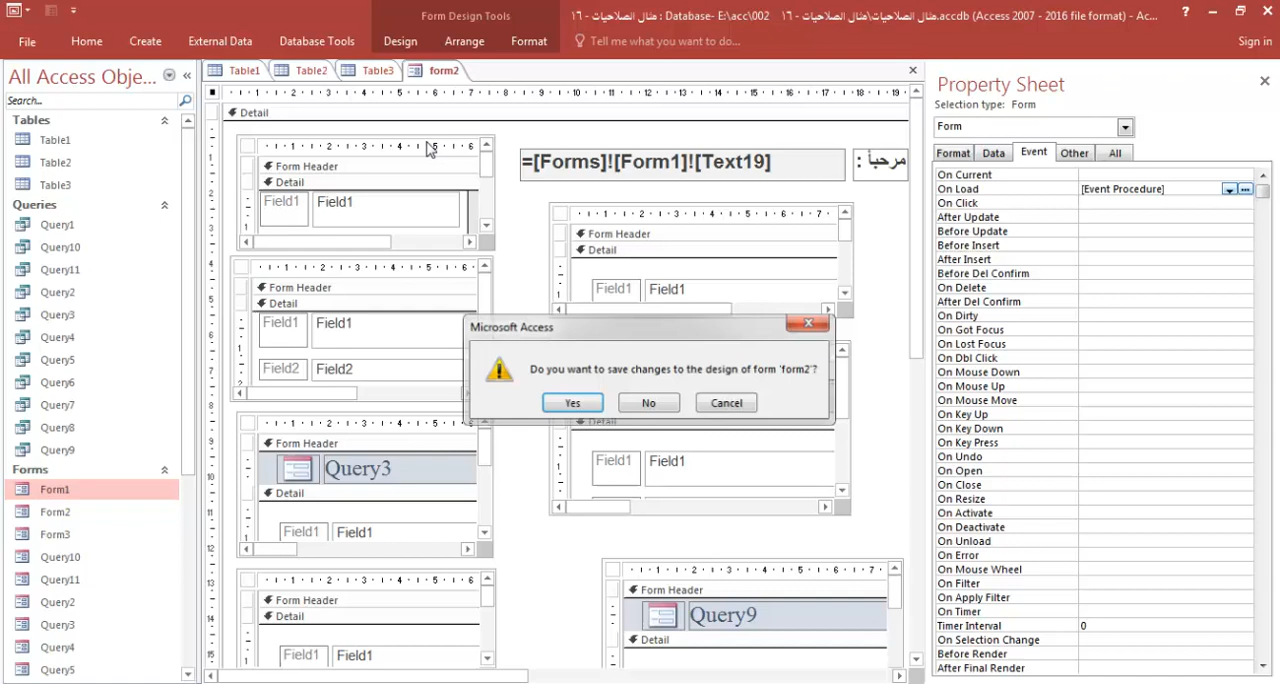 Form Design Tools
منال الصلاحيات - ١٦ : Database- E:\acc\002 منال الصلاحيات\منال الصلاحيات - ١٦.accdb (Access 2007 - 2016 file format) - Ac...
File
Home
Create
External Data
Database Tools
Design
Arrange
Format
Tell me what you want to do...
Sign in
All Access Obje...
Search...
Tables
Table1
Table2
Table3
Queries
Query1
Query10
Query11
Query2
Query3
Query4
Query5
Query6
Query7
Query8
Query9
Forms
Form1
Form2
Form3
Query10
Query11
Query2
Query3
Query4
Query5
Table1
Table2
Table3
form2
Detail
Form Header
Detail
Field1
Field1
=[Forms]![Form1]![Text19]
مرحباً :
Form Header
Detail
Field1
Field1
Form Header
Detail
Field1
Field1
Field2
Field2
Microsoft Access
Do you want to save changes to the design of form 'form2'?
Yes
No
Cancel
Detail
Field1
Field1
Form Header
Query3
Detail
Field1
Field1
Form Header
Detail
Field1
Field1
Form Header
Query9
Detail
Property Sheet
Selection type: Form
Form
Format
Data
Event
Other
All
On Current
On Load [Event Procedure]
On Click
After Update
Before Update
Before Insert
After Insert
Before Del Confirm
On Delete
After Del Confirm
On Dirty
On Got Focus
On Lost Focus
On Dbl Click
On Mouse Down
On Mouse Up
On Mouse Move
On Key Up
On Key Down
On Key Press
On Undo
On Open
On Close
On Resize
On Activate
On Deactivate
On Unload
On Error
On Mouse Wheel
On Filter
On Apply Filter
On Timer
Timer Interval 0
On Selection Change
Before Render
After Final Render